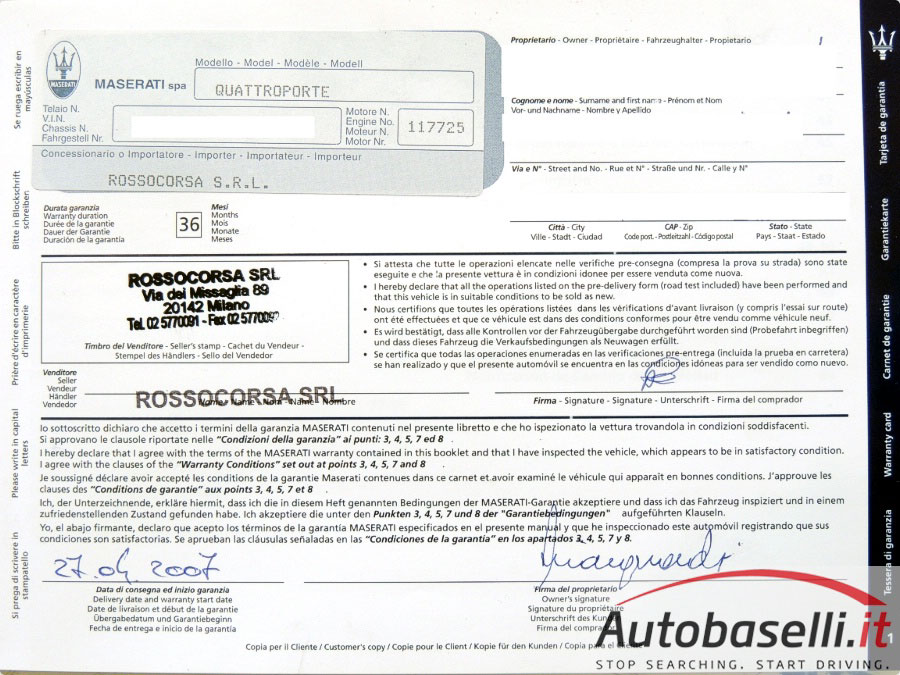 Se ruega escribir en
mayúsculas
Bitte in Blockschrift
schreiben
Prière d'écrire en caractère
d'imprimerie
Please write in capital
letters
Si prega di scrivere in
stampatello
MASERATI
MASERATI spa
Modello - Model - Modèle - Modell
QUATTROPORTE
Telaio N.
V.I.N.
Chassis N.
Fahrgestell Nr.
Motore N.
Engine No.
Moteur N.
Motor Nr.
117725
Concessionario o Importatore - Importer - Importateur - Importeur
ROSSOCORSA S.R.L.
Proprietario - Owner - Propriétaire - Fahrzeughalter - Propietario
Cognome e nome - Surname and first name - Prénom et Nom
Vor- und Nachname - Nombre y Apellido
Via e N° - Street and No. - Rue et N° - Straße und Nr. - Calle y N°
Città - City
Ville - Stadt - Ciudad
CAP - Zip
Code post. - Postleitzahl - Código postal
Stato - State
Pays - Staat - Estado
Durata garanzia
Warranty duration
Durée de la garantie
Dauer der Garantie
Duración de la garantia
36
Mesi
Months
Mois
Monate
Meses
ROSSOCORSA SRL
Via dei Missaglia 89
20142 Milano
Tel. 02 5770091 - Fax 02 5770092
Timbro del Venditore - Seller's stamp - Cachet du Vendeur -
Stempel des Händlers - Sello del Vendedor
• Si attesta che tutte le operazioni elencate nelle verifiche pre-consegna (compresa la prova su strada) sono state
eseguite e che la presente vettura è in condizioni idonee per essere venduta come nuova.
• I hereby declare that all the operations listed on the pre-delivery form (road test included) have been performed and
that this vehicle is in suitable conditions to be sold as new.
• Nous certifions que toutes les opérations listées dans les vérifications d'avant livraison (y compris l'essai sur route)
ont été effectuées et que ce véhicule est dans des conditions conformes pour être vendu comme véhicule neuf.
• Es wird bestätigt, dass alle Kontrollen vor der Fahrzeugübergabe durchgeführt worden sind (Probefahrt inbegriffen)
und dass dieses Fahrzeug die Verkaufsbedingungen als Neuwagen erfüllt.
• Se certifica que todas las operaciones enumeradas en las verificaciones pre-entrega (incluida la prueba en carretera)
se han realizado y que el presente automóvil se encuentra en las condiciones idóneas para ser vendido como nuevo.
Venditore
Seller
Vendeur
Händler
Vendedor
ROSSOCORSA SRL
Nome - Name - Nom - Name - Nombre
Firma - Signature - Signature - Unterschrift - Firma del comprador
Io sottoscritto dichiaro che accetto i termini della garanzia MASERATI contenuti nel presente libretto e che ho ispezionato la vettura trovandola in condizioni soddisfacenti.
Si approvano le clausole riportate nelle "Condizioni della garanzia" ai punti: 3, 4, 5, 7 ed 8 .
I hereby declare that I agree with the terms of the MASERATI warranty contained in this booklet and that I have inspected the vehicle, which appears to be in satisfactory condition.
I agree with the clauses of the "Warranty Conditions" set out at points 3, 4, 5, 7 and 8 .
Je soussigné déclare avoir accepté les conditions de la garantie Maserati contenues dans ce carnet et avoir examiné le véhicule qui apparaît en bonnes conditions. J'approuve les
clauses des "Conditions de garantie" aux points 3, 4, 5, 7 et 8 .
Ich, der Unterzeichnende, erkläre hiermit, dass ich die in diesem Heft genannten Bedingungen der MASERATI-Garantie akzeptiere und dass ich das Fahrzeug inspiziert und in einem
zufriedenstellenden Zustand gefunden habe. Ich akzeptiere die unter den Punkten 3, 4, 5, 7 und 8 der "Garantiebedingungen" aufgeführten Klauseln.
Yo, el abajo firmante, declaro que acepto los términos de la garantía MASERATI especificados en el presente manual y que he inspeccionado este automóvil registrando que sus
condiciones son satisfactorias. Se aprueban las cláusulas señaladas en las "Condiciones de la garantia" en los apartados 3, 4, 5, 7 y 8.
27.04.2007
Data di consegna ed inizio garanzia
Delivery date and warranty start date
Date de livraison et début de la garantie
Übergabedatum und Garantiebeginn
Fecha de entrega e inicio de la garantía
Firma del proprietario
Owner's signature
Signature du propriétaire
Unterschrift des
Firma del
Copia per il Cliente / Customer's copy / Copie pour le Client / Kopie für den Kunden / Copia para el
Tarjeta de garantía
Garantiekarte
Carnet de garantie
Warranty card
Tessera di garanzia
1
Autobaselli.it
STOP SEARCHING. START DRIVING.